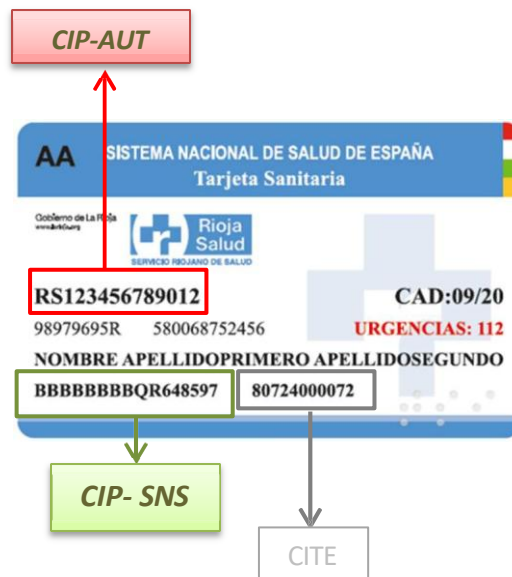 CIP-AUT
AA SISTEMA NACIONAL DE SALUD DE ESPAÑA
Tarjeta Sanitaria
Gobierno de La Rioja
Rioja
Salud
SERVICIO RIOJANO DE SALUD
RS123456789012 CAD:09/20
98979695R 580068752456 URGENCIAS: 112
NOMBRE APELLIDOPRIMERO APELLIDOSEGUNDO
BBBBBBBBQR648597 80724000072
CIP- SNS
CITE